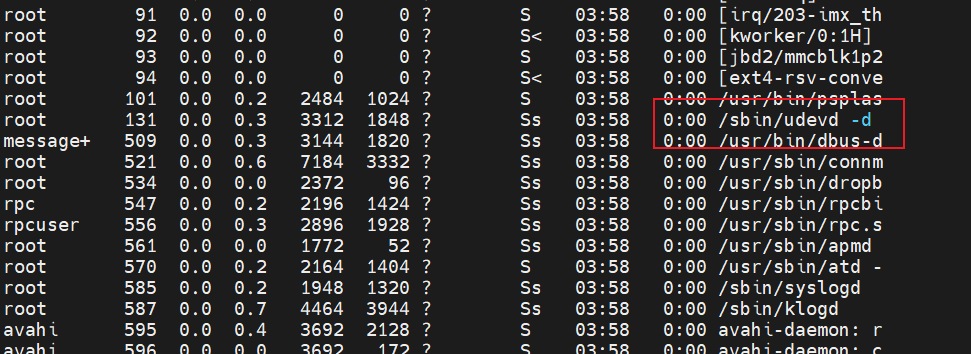 root 91 0.0 0.0 0 0 ? S 03:58 0:00 [irq/203-imx_th
root 92 0.0 0.0 0 0 ? S< 03:58 0:00 [kworker/0:1H]
root 93 0.0 0.0 0 0 ? S 03:58 0:00 [jbd2/mmcblk1p2
root 94 0.0 0.0 0 0 ? S< 03:58 0:00 [ext4-rsv-conve
root 101 0.0 0.2 2484 1024 ? S 03:58 0:00 /usr/bin/psplas
root 131 0.0 0.3 3312 1848 ? Ss 03:58 0:00 /sbin/udevd -d
message+ 509 0.0 0.3 3144 1820 ? Ss 03:58 0:00 /usr/bin/dbus-d
root 521 0.0 0.6 7184 3332 ? Ss 03:58 0:00 /usr/sbin/connm
root 534 0.0 0.0 2372 96 ? Ss 03:58 0:00 /usr/sbin/dropb
rpc 547 0.0 0.2 2196 1424 ? Ss 03:58 0:00 /usr/sbin/rpcbi
rpcuser 556 0.0 0.3 2896 1928 ? Ss 03:58 0:00 /usr/sbin/rpc.s
root 561 0.0 0.0 1772 52 ? Ss 03:58 0:00 /usr/sbin/apmd
root 570 0.0 0.2 2164 1404 ? S 03:58 0:00 /usr/sbin/atd -
root 585 0.0 0.2 1948 1320 ? Ss 03:58 0:00 /sbin/syslogd
root 587 0.0 0.7 4464 3944 ? Ss 03:58 0:00 /sbin/klogd
avahi 595 0.0 0.4 3692 2128 ? S 03:58 0:00 avahi-daemon: r
avahi 596 0.0 0.0 3692 172 ? S 03:58 0:00 avahi-daemon: c